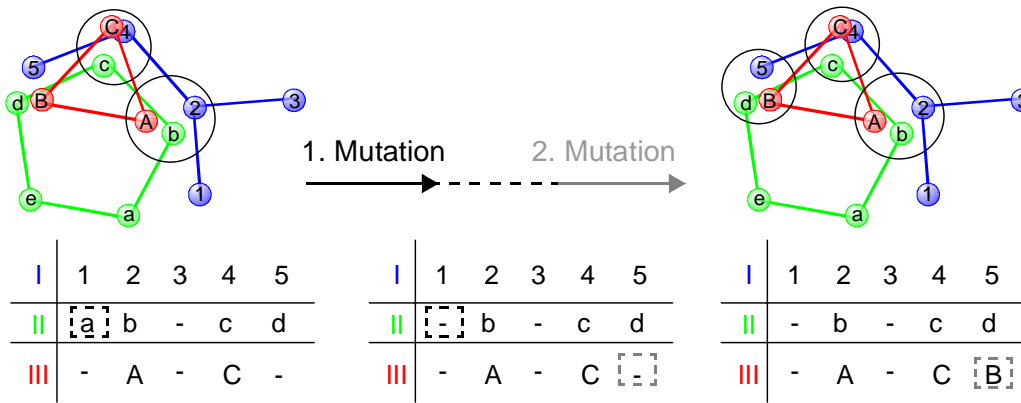 C 4
5 c
d B 2 3
A b
e a 1
C 4
5 c
d B 2 3
A b
e a 1
1. Mutation 2. Mutation
I 1 2 3 4 5
II a b - c d
III - A - C -
I 1 2 3 4 5
II - b - c d
III - A - C -
I 1 2 3 4 5
II - b - c d
III - A - C B